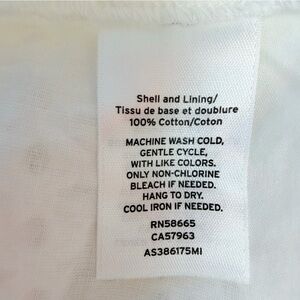 Shell and Lining/
Tissu de base et doublure
100% Cotton/Coton
MACHINE WASH COLD,
GENTLE CYCLE,
WITH LIKE COLORS.
ONLY NON-CHLORINE
BLEACH IF NEEDED.
HANG TO DRY.
COOL IRON IF NEEDED.
RN58665
CA57963
AS386175MI